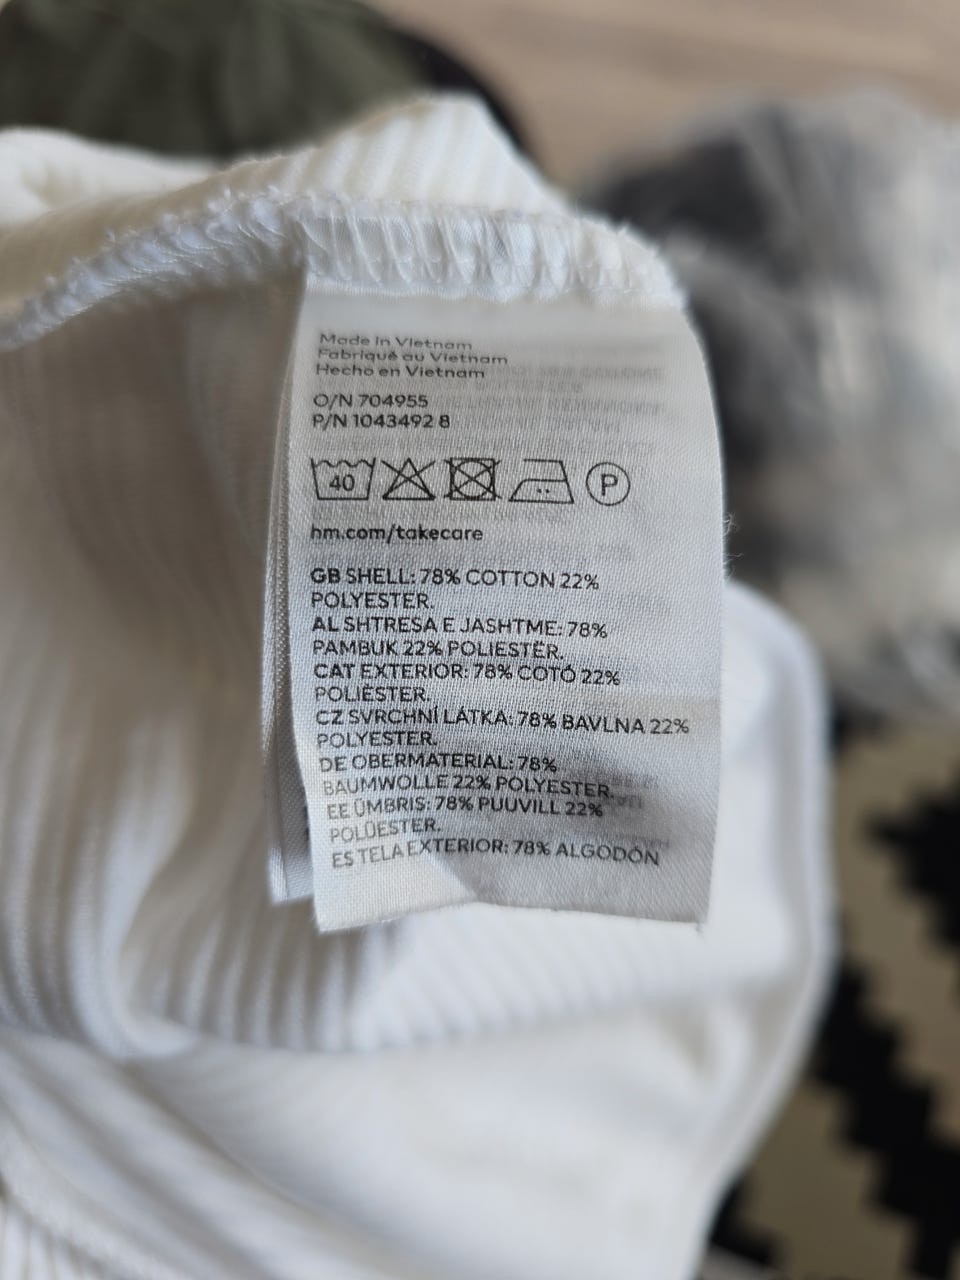 Made in Vietnam
Fabriqué au Vietnam
Hecho en Vietnam
O/N 704955
P/N 1043492 8
40 P
hm.com/takecare
GB SHELL: 78% COTTON 22%
POLYESTER.
AL SHTRESA E JASHTME: 78%
PAMBUK 22% POLIESTËR.
CAT EXTERIOR: 78% COTÓ 22%
POLIÈSTER.
CZ SVRCHNÍ LÁTKA: 78% BAVLNA 22%
POLYESTER.
DE OBERMATERIAL: 78%
BAUMWOLLE 22% POLYESTER.
EE ÜMBRIS: 78% PUUVILL 22%
POLÜESTER.
ES TELA EXTERIOR: 78% ALGODÓN